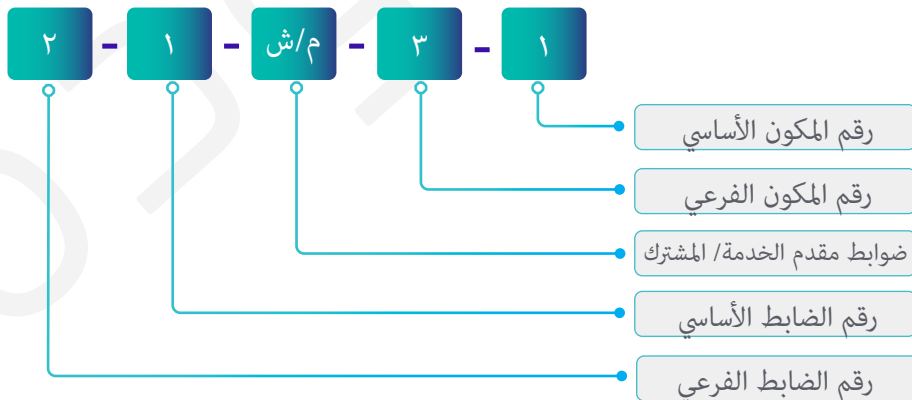 ١ - ٣ - م/ش - ١ - ٢
رقم المكون الأساسي
رقم المكون الفرعي
ضوابط مقدم الخدمة/ المشترك
رقم الضابط الأساسي
رقم الضابط الفرعي